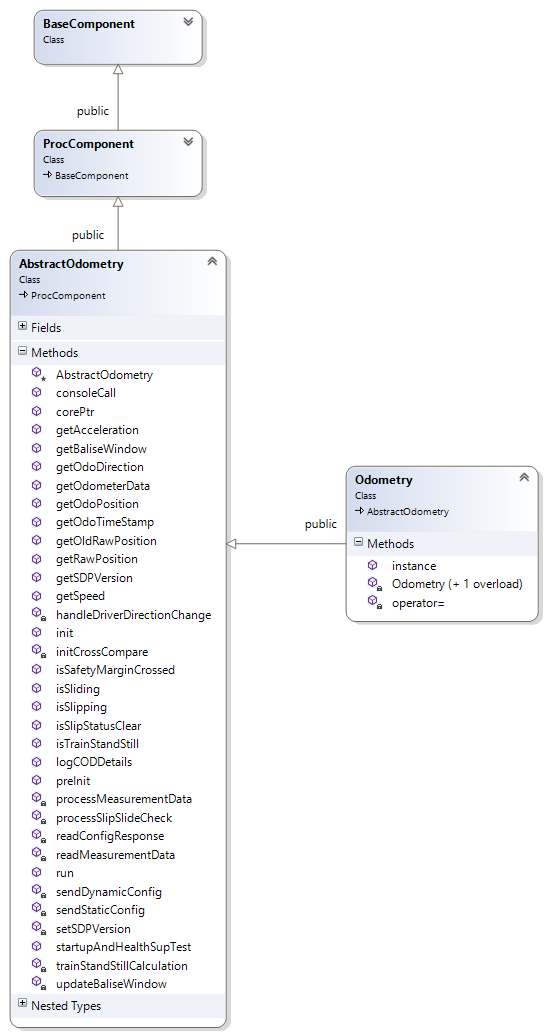 BaseComponent
Class
public
ProcComponent
Class
BaseComponent
public
AbstractOdometry
Class
ProcComponent
Fields
Methods
AbstractOdometry
consoleCall
corePtr
getAcceleration
getBaliseWindow
getOdoDirection
getOdometerData
getOdoPosition
getOdoTimeStamp
getOldRawPosition
getRawPosition
getSDPVersion
getSpeed
handleDriverDirectionChange
init
initCrossCompare
isSafetyMarginCrossed
isSliding
isSlipping
isSlipStatusClear
isTrainStandStill
logCODDetails
preInit
processMeasurementData
processSlipSlideCheck
readConfigResponse
readMeasurementData
run
sendDynamicConfig
sendStaticConfig
setSDPVersion
startupAndHealthSupTest
trainStandStillCalculation
updateBaliseWindow
Nested Types
public
Odometry
Class
AbstractOdometry
Methods
instance
Odometry (+ 1 overload)
operator=